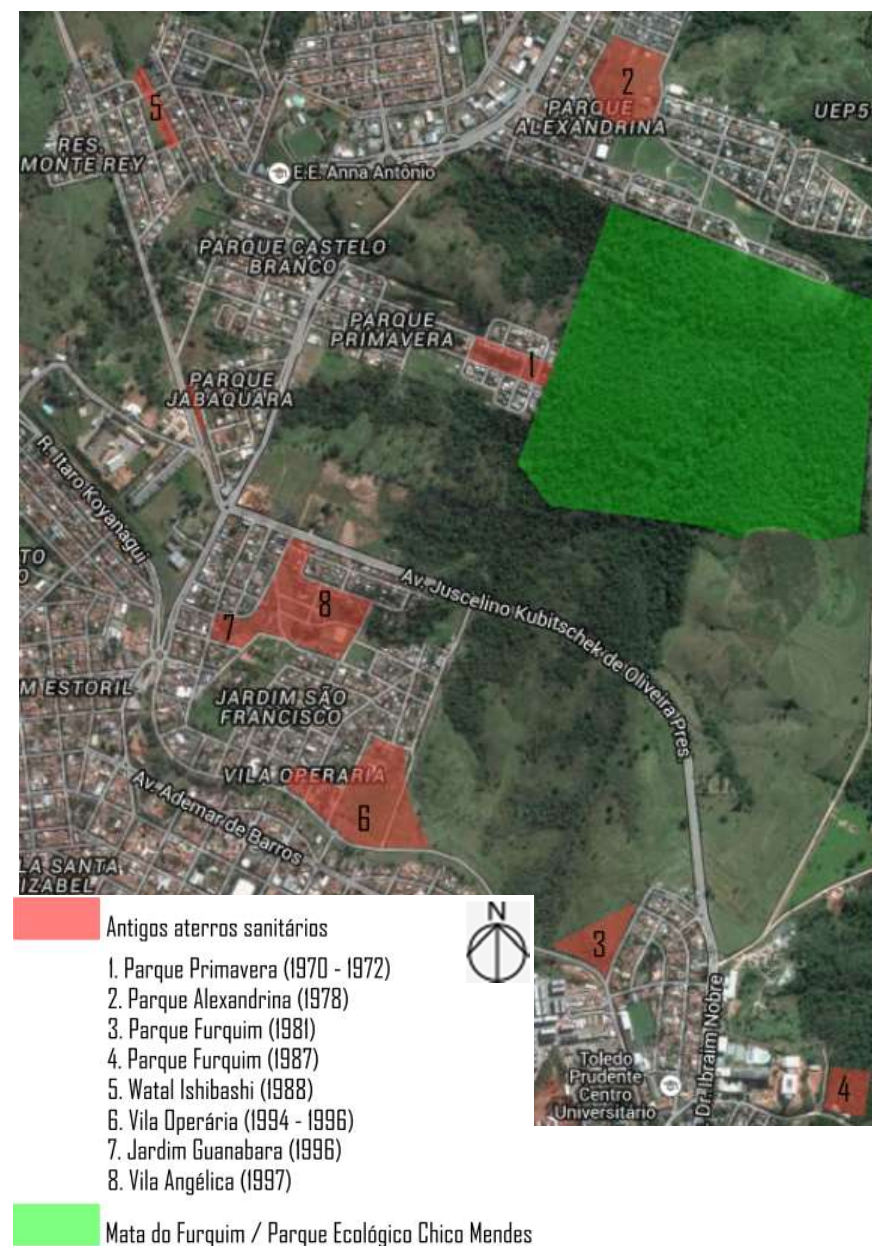 2
5
PARQUE
ALEXANDRINA
UEP5
RES.
MONTE REY
E.E. Anna Antônio
PARQUE CASTELO
BRANCO
PARQUE
PRIMAVERA
1
PARQUE
JABAQUARA
R. Itaro Koyanagui
TO
O
Av. Juscelino Kubitschek de Oliveira Pres
8
7
M ESTORIL
JARDIM SÃO
FRANCISCO
VILA OPERARIA
6
Av. Ademar de Barros
LA SANTA
IZABEL
Antigos aterros sanitários
N
1. Parque Primavera (1970 - 1972)
2. Parque Alexandrina (1978)
3. Parque Furquim (1981)
4. Parque Furquim (1987)
5. Watal Ishibashi (1988)
6. Vila Operária (1994 - 1996)
7. Jardim Guanabara (1996)
8. Vila Angélica (1997)
3
Dr. Ibraim Nobre
Toledo
Prudente
Centro
Universitário
4
Mata do Furquim / Parque Ecológico Chico Mendes